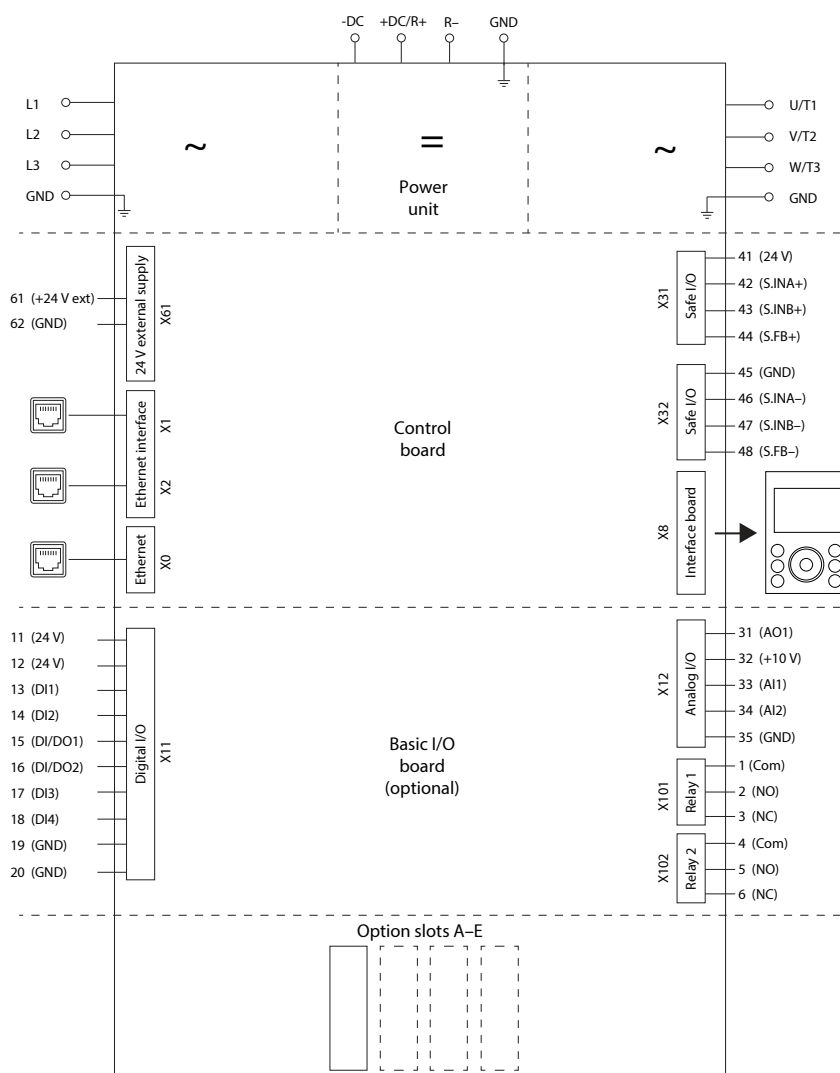 -DC +DC/R+ R– GND
L1
L2
L3
GND
~
=
~
Power
unit
U/T1
V/T2
W/T3
GND
61 (+24 V ext)
62 (GND)
24 V external supply
X61
Ethernet interface
X1
X2
Ethernet
X0
Control
board
X31
Safe I/O
41 (24 V)
42 (S.INA+)
43 (S.INB+)
44 (S.FB+)
X32
Safe I/O
45 (GND)
46 (S.INA–)
47 (S.INB–)
48 (S.FB–)
X8
Interface board
11 (24 V)
12 (24 V)
13 (DI1)
14 (DI2)
15 (DI/DO1)
16 (DI/DO2)
17 (DI3)
18 (DI4)
19 (GND)
20 (GND)
Digital I/O
X11
Basic I/O
board
(optional)
X12
Analog I/O
31 (AO1)
32 (+10 V)
33 (AI1)
34 (AI2)
35 (GND)
X101
Relay 1
1 (Com)
2 (NO)
3 (NC)
X102
Relay 2
4 (Com)
5 (NO)
6 (NC)
Option slots A–E